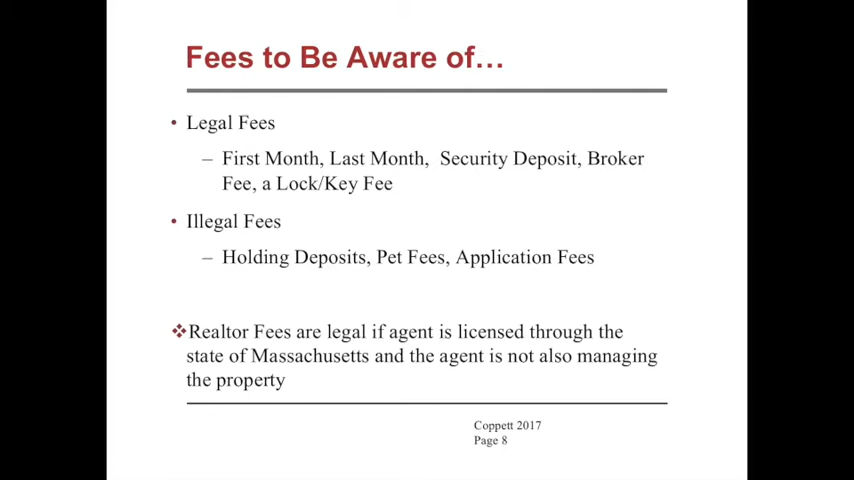 Fees to Be Aware of…
• Legal Fees
– First Month, Last Month, Security Deposit, Broker
Fee, a Lock/Key Fee
• Illegal Fees
– Holding Deposits, Pet Fees, Application Fees
❖Realtor Fees are legal if agent is licensed through the
state of Massachusetts and the agent is not also managing
the property
Coppett 2017
Page 8